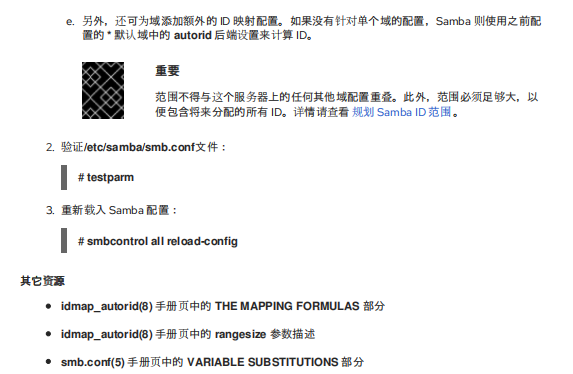 e. 另外，还可为域添加额外的 ID 映射配置。如果没有针对单个域的配置，Samba 则使用之前配
置的 * 默认域中的 autorid 后端设置来计算 ID。
重要
范围不得与这个服务器上的任何其他域配置重叠。此外，范围必须足够大，以
便包含将来分配的所有 ID。详情请查看 规划 Samba ID 范围 。
2. 验证/etc/samba/smb.conf文件：
# testparm
3. 重新载入 Samba 配置：
# smbcontrol all reload-config
其它资源
• idmap_autorid(8) 手册页中的 THE MAPPING FORMULAS 部分
• idmap_autorid(8) 手册页中的 rangesize 参数描述
• smb.conf(5) 手册页中的 VARIABLE SUBSTITUTIONS 部分